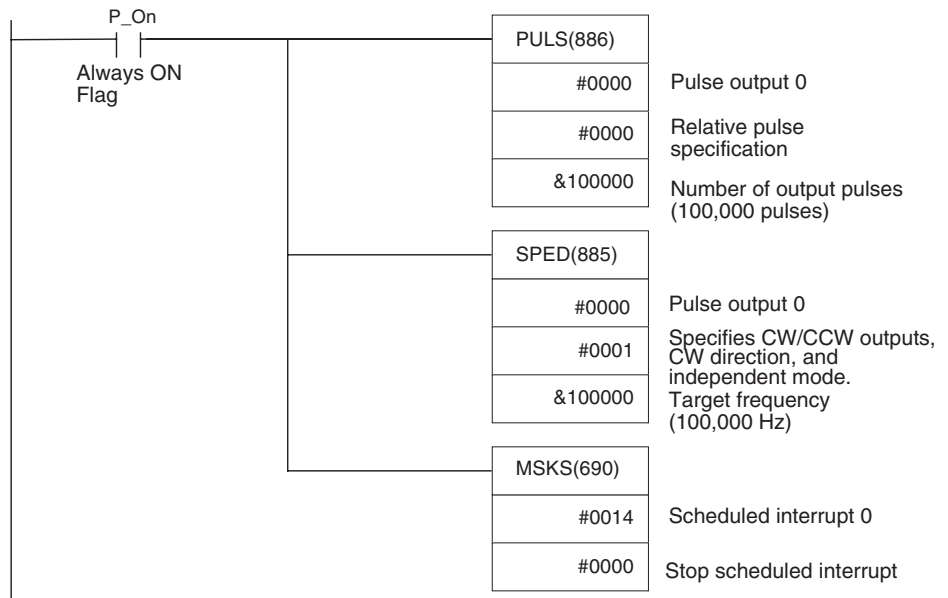 P_On
Always ON
Flag
PULS(886)
#0000
Pulse output 0
#0000
Relative pulse
specification
&100000
Number of output pulses
(100,000 pulses)
SPED(885)
#0000
Pulse output 0
#0001
Specifies CW/CCW outputs,
CW direction, and
independent mode.
&100000
Target frequency
(100,000 Hz)
MSKS(690)
#0014
Scheduled interrupt 0
#0000
Stop scheduled interrupt